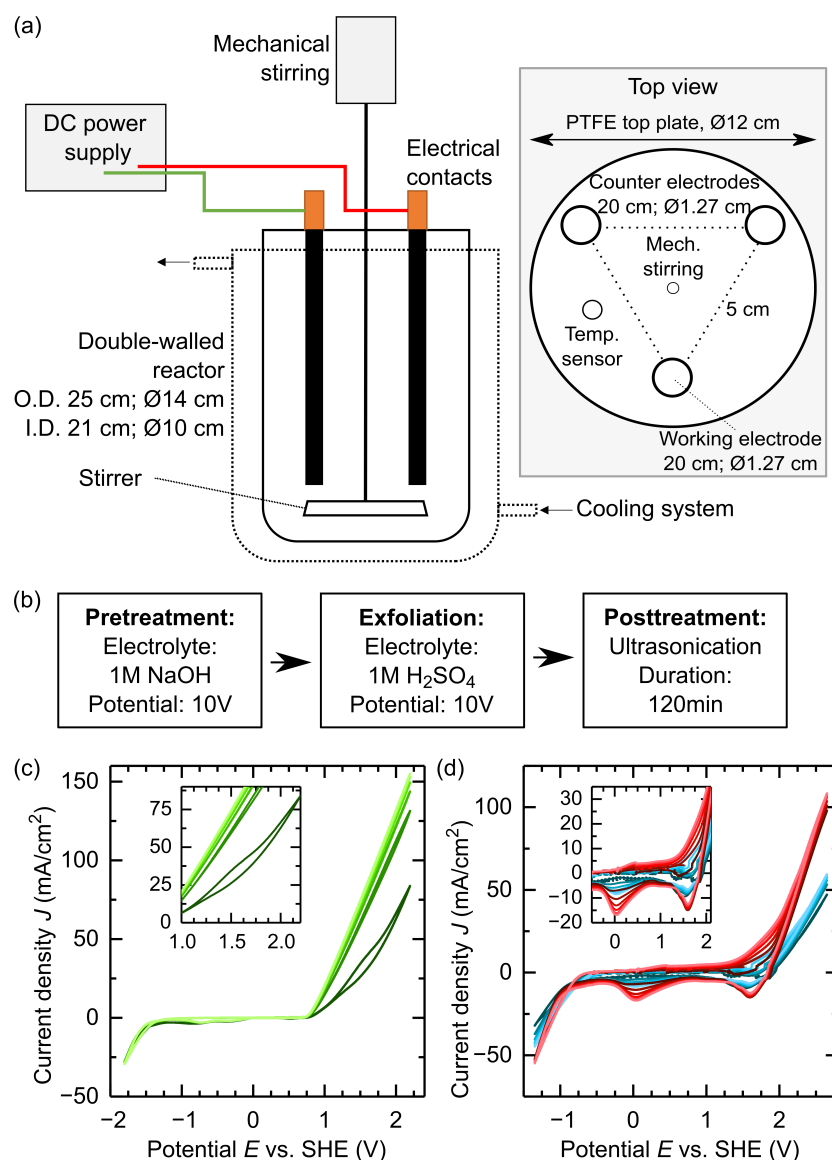 (a)
Mechanical
stirring
DC power
supply
Electrical
contacts
Double-walled
reactor
O.D. 25 cm; Ø14 cm
I.D. 21 cm; Ø10 cm
Stirrer
Cooling system
Top view
PTFE top plate, Ø12 cm
Counter electrodes
20 cm; Ø1.27 cm
Mech.
stirring
5 cm
Temp.
sensor
Working electrode
20 cm; Ø1.27 cm
(b)
Pretreatment:
Electrolyte:
1M NaOH
Potential: 10V
Exfoliation:
Electrolyte:
1M H₂SO₄
Potential: 10V
Posttreatment:
Ultrasonication
Duration:
120min
(c)
Current density J (mA/cm²)
150
100
50
0
−50
−2 −1 0 1 2
Potential E vs. SHE (V)
75
50
25
0
1.0 1.5 2.0
(d)
Current density J (mA/cm²)
100
50
0
−50
−1 0 1 2
Potential E vs. SHE (V)
30
20
10
0
−10
−20
0 1 2